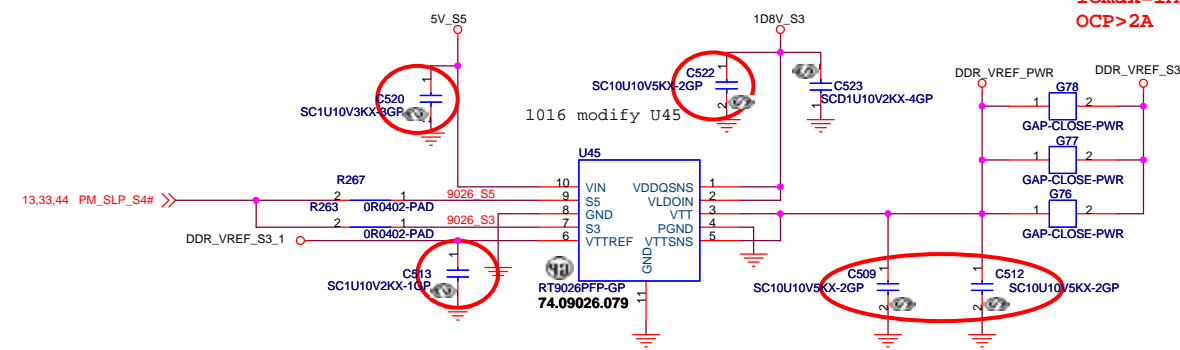 OCP>2A
5V_S5
1D8V_S3
DDR_VREF_PWR
DDR_VREF_S3
1
C520
SC1U10V3KX-3GP
1
C522
SC10U10V5KX-2GP
2
1
C523
SCD1U10V2KX-4GP
2
G78
1 2
GAP-CLOSE-PWR
G77
1 2
GAP-CLOSE-PWR
G76
1 2
GAP-CLOSE-PWR
1016 modify U45
U45
13,33,44 PM_SLP_S4#
R267
2 1
0R0402-PAD
9026_S5
R263
2 1
0R0402-PAD
9026_S3
DDR_VREF_S3_1
10 VIN
9 S5
8 GND
7 S3
6 VTTREF
VDDQSNS 1
VLDOIN 2
VTT 3
PGND 4
VTTSNS 5
GND
11
RT9026PFP-GP
74.09026.079
1
C513
SC1U10V2KX-1GP
1
C509
SC10U10V5KX-2GP
2
1
C512
SC10U10V5KX-2GP
2